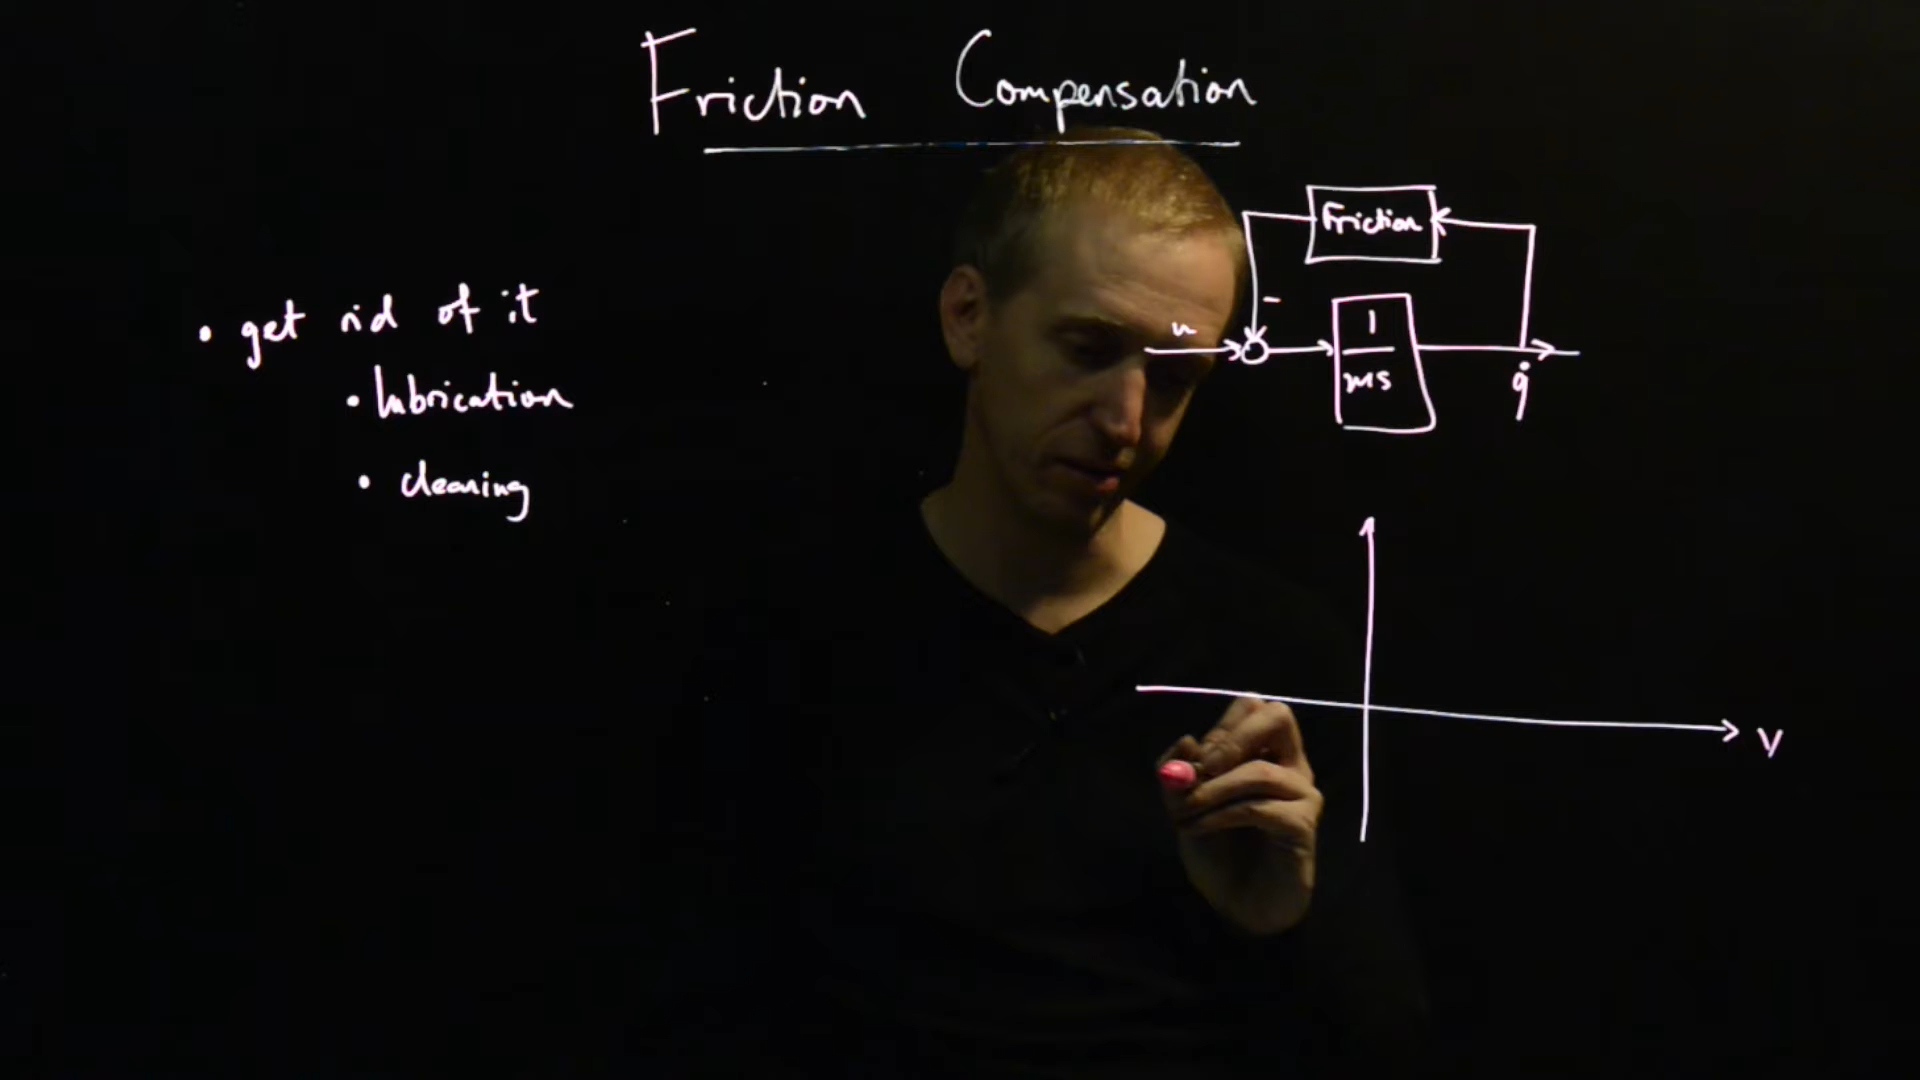 Friction Compensation
• get rid of it
• lubrication
• cleaning
Friction
-
u
1
ms
q̇
V